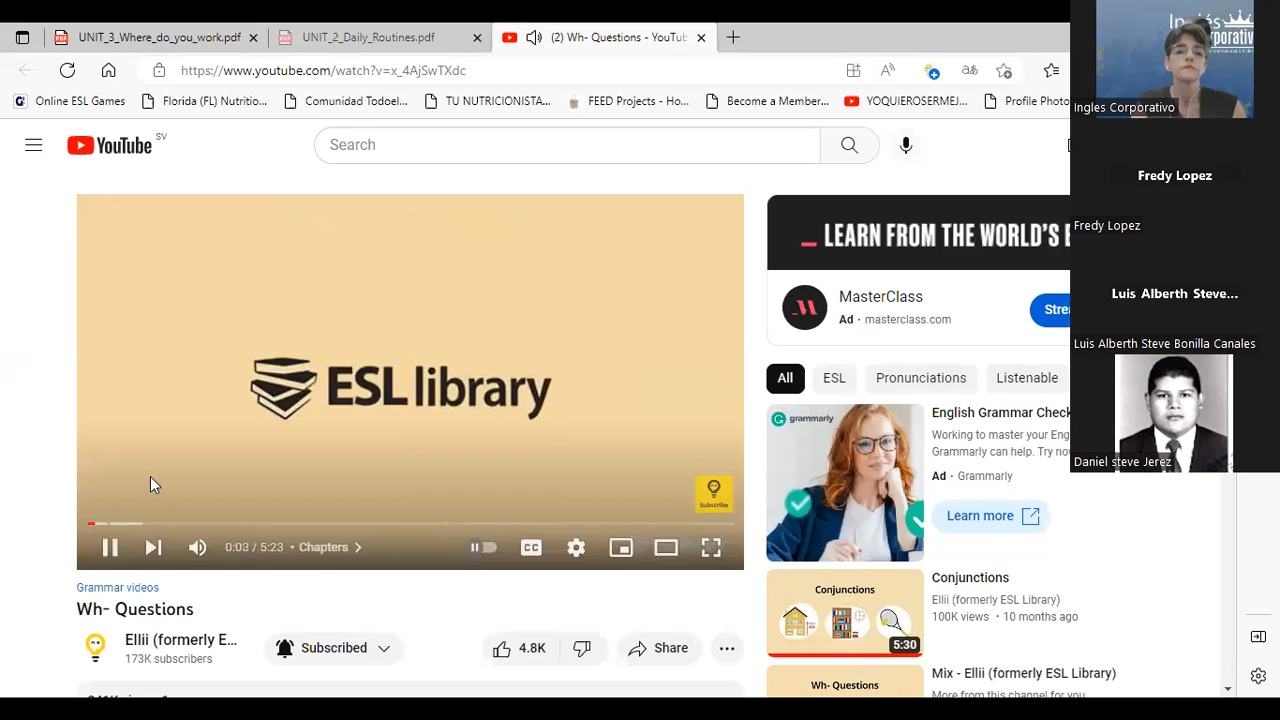 UNIT_3_Where_do_you_work.pdf
UNIT_2_Daily_Routines.pdf
(2) Wh- Questions - YouTub
https://www.youtube.com/watch?v=x_4AjSwTXdc
Online ESL Games
Florida (FL) Nutritio...
Comunidad Todoel...
TU NUTRICIONISTA...
FEED Projects - Ho...
Become a Member...
YOQUIEROSERMEJ...
Profile Photo
YouTube SV
Search
ESL library
Subscribe
0:03 / 5:23 • Chapters
CC
Grammar videos
Wh- Questions
Ellii (formerly E...
173K subscribers
Subscribed
4.8K
Share
LEARN FROM THE WORLD'S
MasterClass
Ad • masterclass.com
Stre
All
ESL
Pronunciations
Listenable
grammarly
English Grammar Check
Working to master your Eng
Grammarly can help. Try no
Ad • Grammarly
Learn more
Conjunctions
5:30
Conjunctions
Ellii (formerly ESL Library)
100K views • 10 months ago
Wh- Questions
Mix - Ellii (formerly ESL Library)
More from this channel for you
Ingles Corporativo
Fredy Lopez
Fredy Lopez
Luis Alberth Steve...
Luis Alberth Steve Bonilla Canales
Daniel steve Jerez